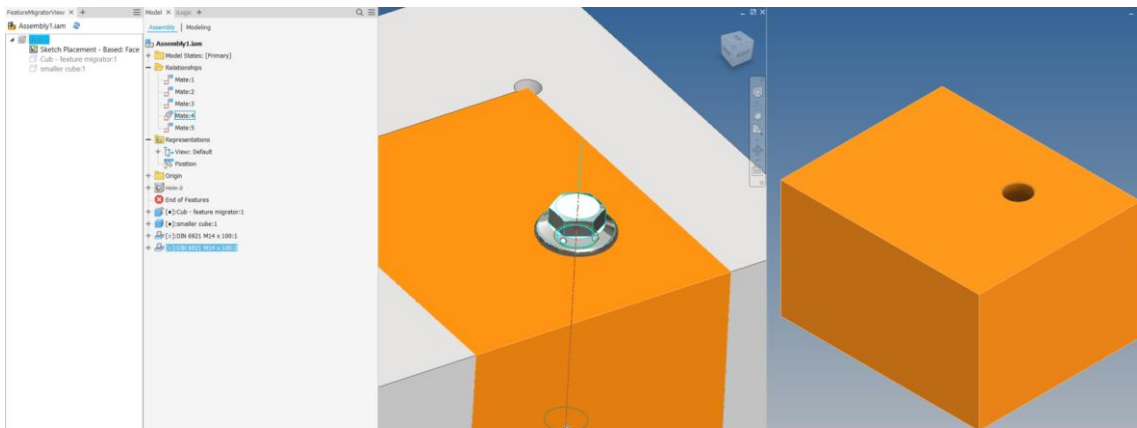 FeatureMigratorView × +
Assembly1.iam
Sketch Placement - Based: Face
Cub - feature migrator:1
smaller cube:1
Model × iLogic +
Assembly | Modeling
Assembly1.iam
Model States: [Primary]
Relationships
Mate:1
Mate:2
Mate:3
Mate:4
Mate:5
Representations
View: Default
Position
Origin
Hole 2
End of Features
[•]:Cub - feature migrator:1
[•]:smaller cube:1
DIN 6921 M14 x 100:1
DIN 6921 M14 x 100:2